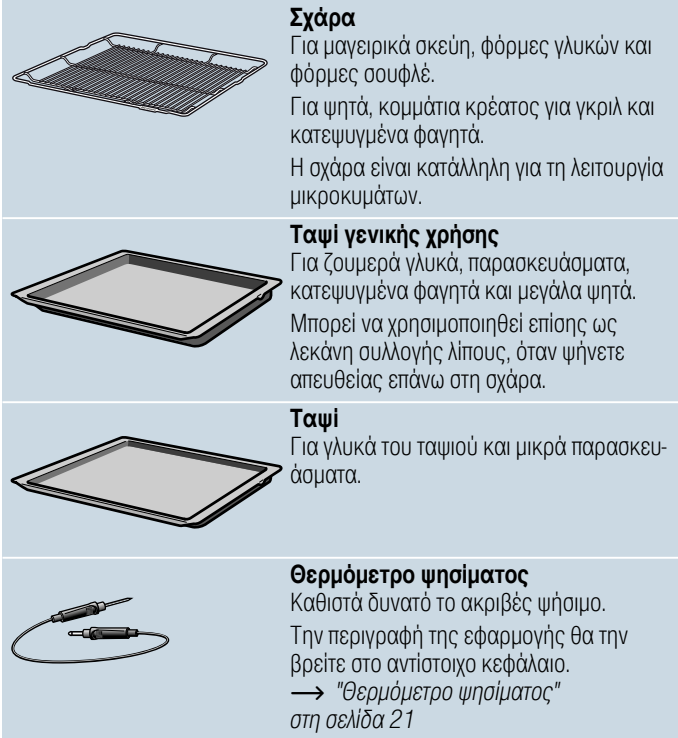 Σχάρα
Για μαγειρικά σκεύη, φόρμες γλυκών και
φόρμες σουφλέ.
Για ψητά, κομμάτια κρέατος για γκριλ και
κατεψυγμένα φαγητά.
Η σχάρα είναι κατάλληλη για τη λειτουργία
μικροκυμάτων.
Ταψί γενικής χρήσης
Για ζουμερά γλυκά, παρασκευάσματα,
κατεψυγμένα φαγητά και μεγάλα ψητά.
Μπορεί να χρησιμοποιηθεί επίσης ως
λεκάνη συλλογής λίπους, όταν ψήνετε
απευθείας επάνω στη σχάρα.
Ταψί
Για γλυκά του ταψιού και μικρά παρασκευ-
άσματα.
Θερμόμετρο ψησίματος
Καθιστά δυνατό το ακριβές ψήσιμο.
Την περιγραφή της εφαρμογής θα την
βρείτε στο αντίστοιχο κεφάλαιο.
⟶ "Θερμόμετρο ψησίματος"
στη σελίδα 21